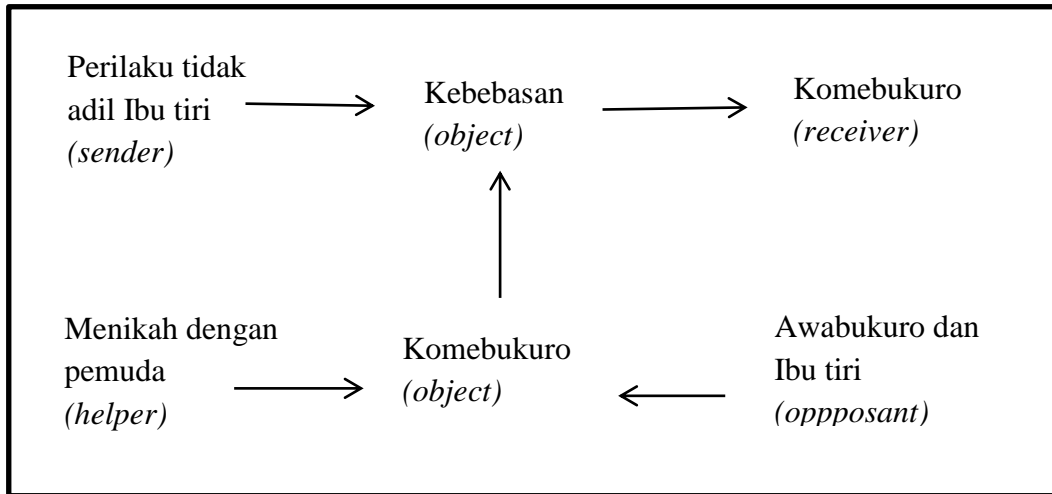 Perilaku tidak
adil Ibu tiri
(sender)
Kebebasan
(object)
Komebukuro
(receiver)
Menikah dengan
pemuda
(helper)
Komebukuro
(object)
Awabukuro dan
Ibu tiri
(oppposant)